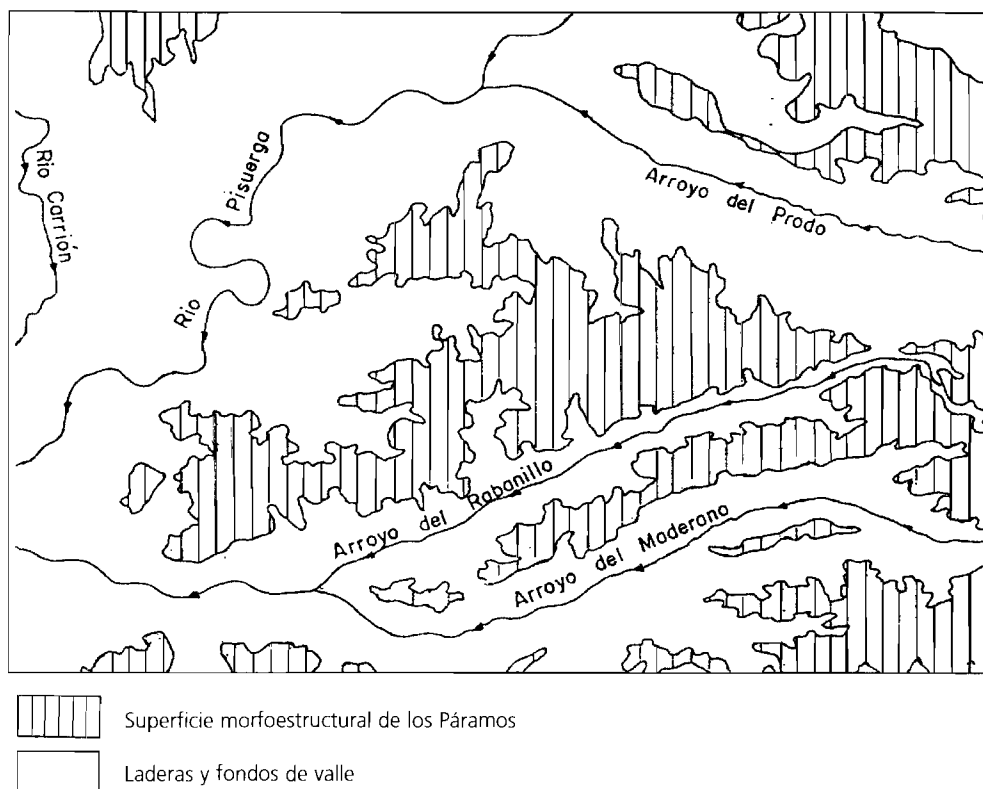 Río Carrión
Pisuerga
Río
Arroyo del Prodo
Arroyo del Rabanillo
Arroyo del Maderono
Superficie morfoestructural de los Páramos
Laderas y fondos de valle